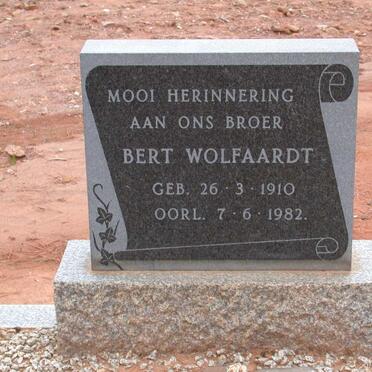 MOOI HERINNERING
AAN ONS BROER
BERT WOLFAARDT
GEB. 26·3·1910
OORL. 7·6·1982.